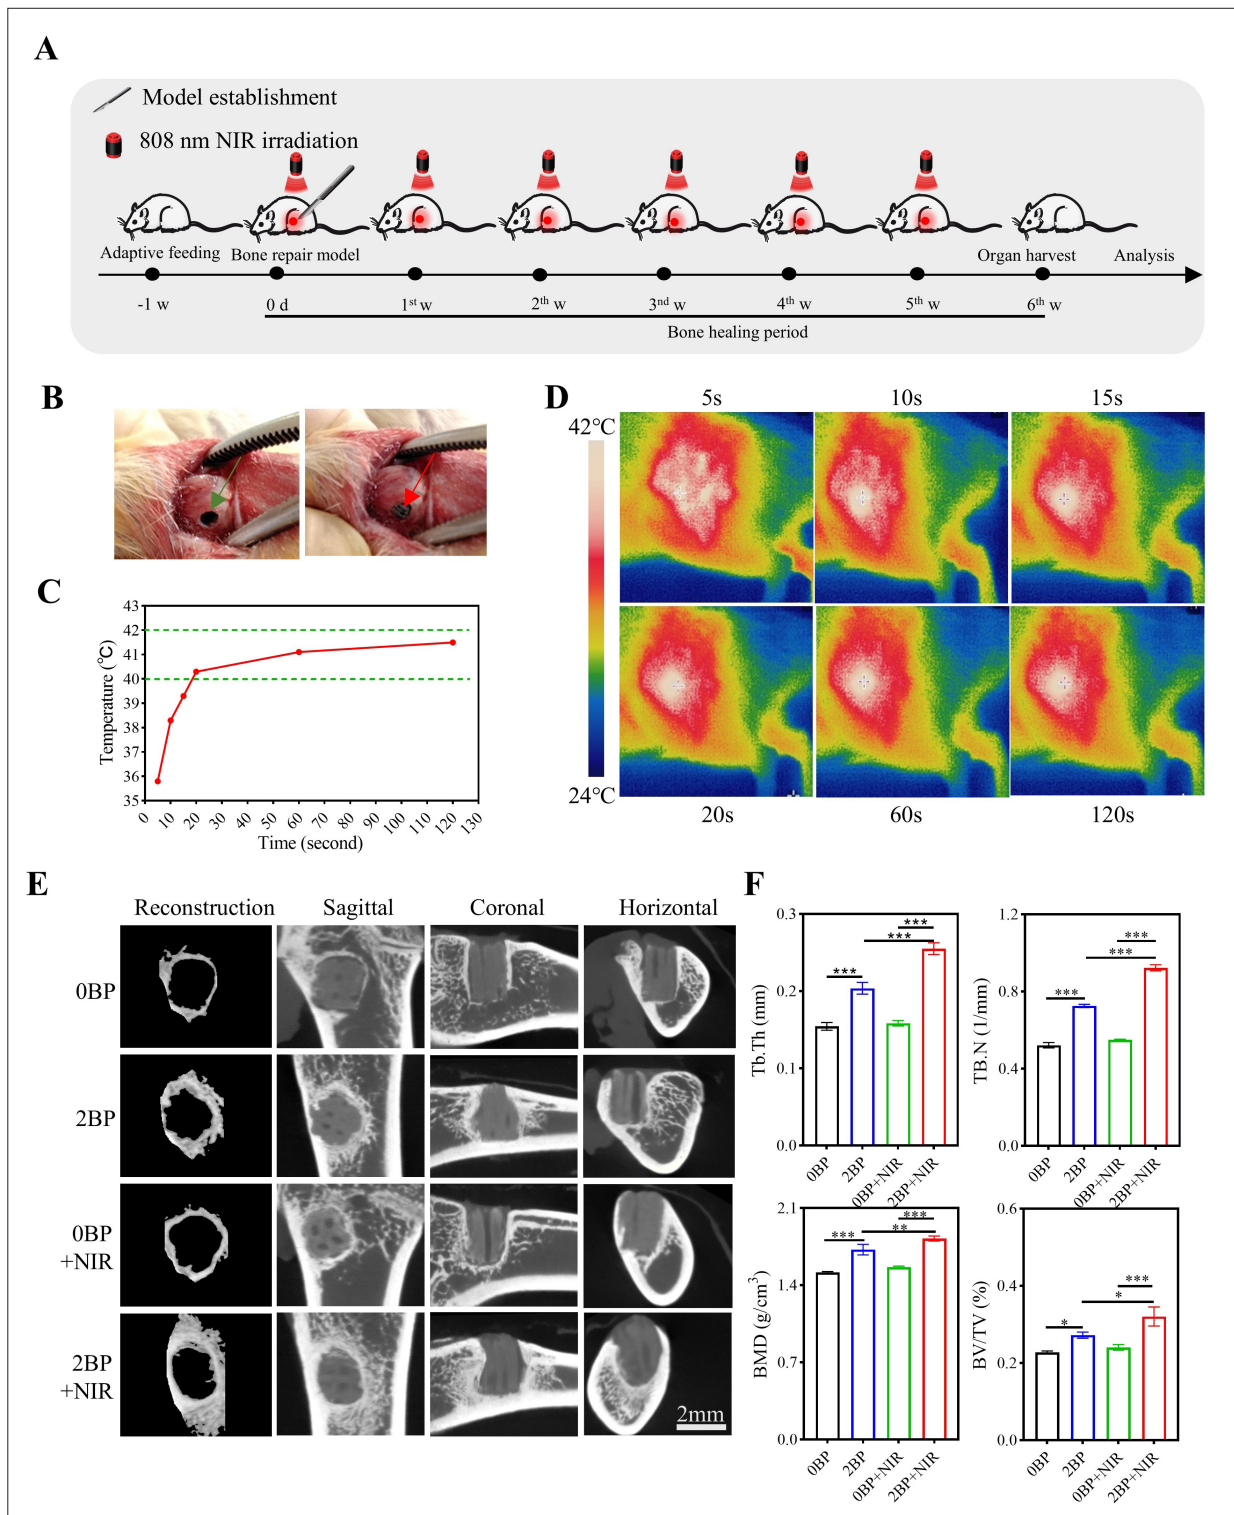 A
Model establishment
808 nm NIR irradiation
Adaptive feeding Bone repair model Organ harvest Analysis
-1 w 0 d 1st w 2th w 3nd w 4th w 5th w 6th w
Bone healing period
B
C
Temperature (℃)
43
42
41
40
39
38
37
36
35
0 10 20 30 40 50 60 70 80 90 100 110 120 130
Time (second)
D
5s 10s 15s
42℃
24℃
20s 60s 120s
E
Reconstruction Sagittal Coronal Horizontal
0BP
2BP
0BP
+NIR
2BP
+NIR
2mm
F
Tb.Th (mm)
0.3
0.2
0.1
0.0
*** *** ***
0BP 2BP 0BP+NIR 2BP+NIR
TB.N (1/mm)
1.2
0.8
0.4
0.0
*** *** ***
0BP 2BP 0BP+NIR 2BP+NIR
BMD (g/cm3)
2.1
1.4
0.7
0.0
*** ** ***
0BP 2BP 0BP+NIR 2BP+NIR
BV/TV (%)
0.6
0.4
0.2
0.0
* * ***
0BP 2BP 0BP+NIR 2BP+NIR